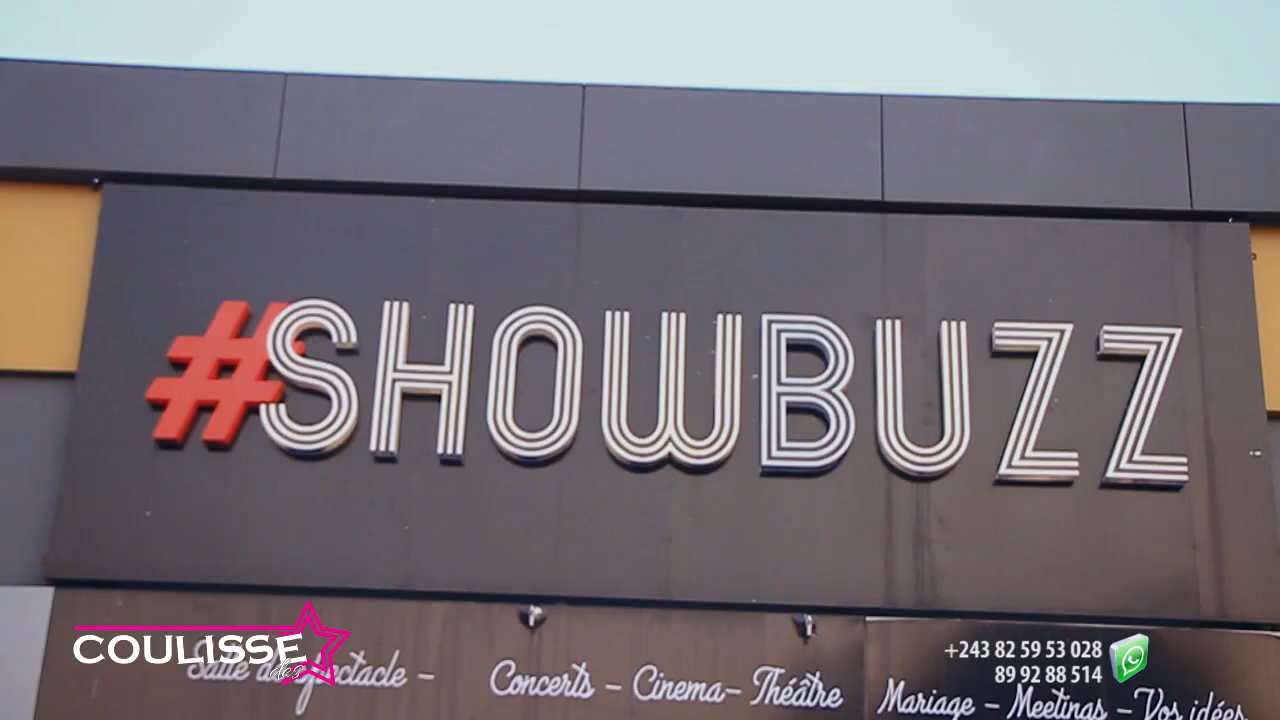 #SHOWBUZZ
Salle de spectacle - Concerts - Cinema - Théâtre
Mariage - Meetings - Vos idées
COULISSE
des
+243 82 59 53 028
89 92 88 514